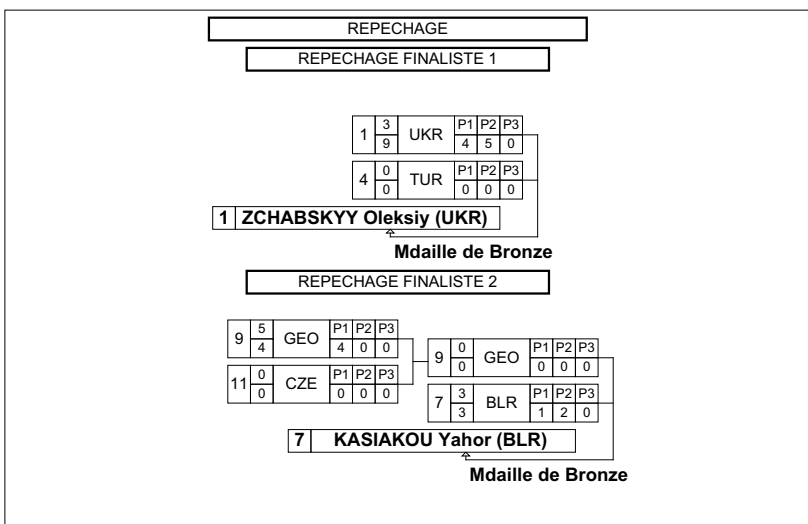 REPECHAGE
REPECHAGE FINALISTE 1
3 P1 P2 P3
1 UKR
9 4 5 0
0 P1 P2 P3
4 TUR
0 0 0 0
1 ZCHABSKYY Oleksiy (UKR)
Mdaille de Bronze
REPECHAGE FINALISTE 2
5 P1 P2 P3
9 GEO
4 4 0 0
0 P1 P2 P3
11 CZE
0 0 0 0
0 P1 P2 P3
9 GEO
0 0 0 0
3 P1 P2 P3
7 BLR
3 1 2 0
7 KASIAKOU Yahor (BLR)
Mdaille de Bronze